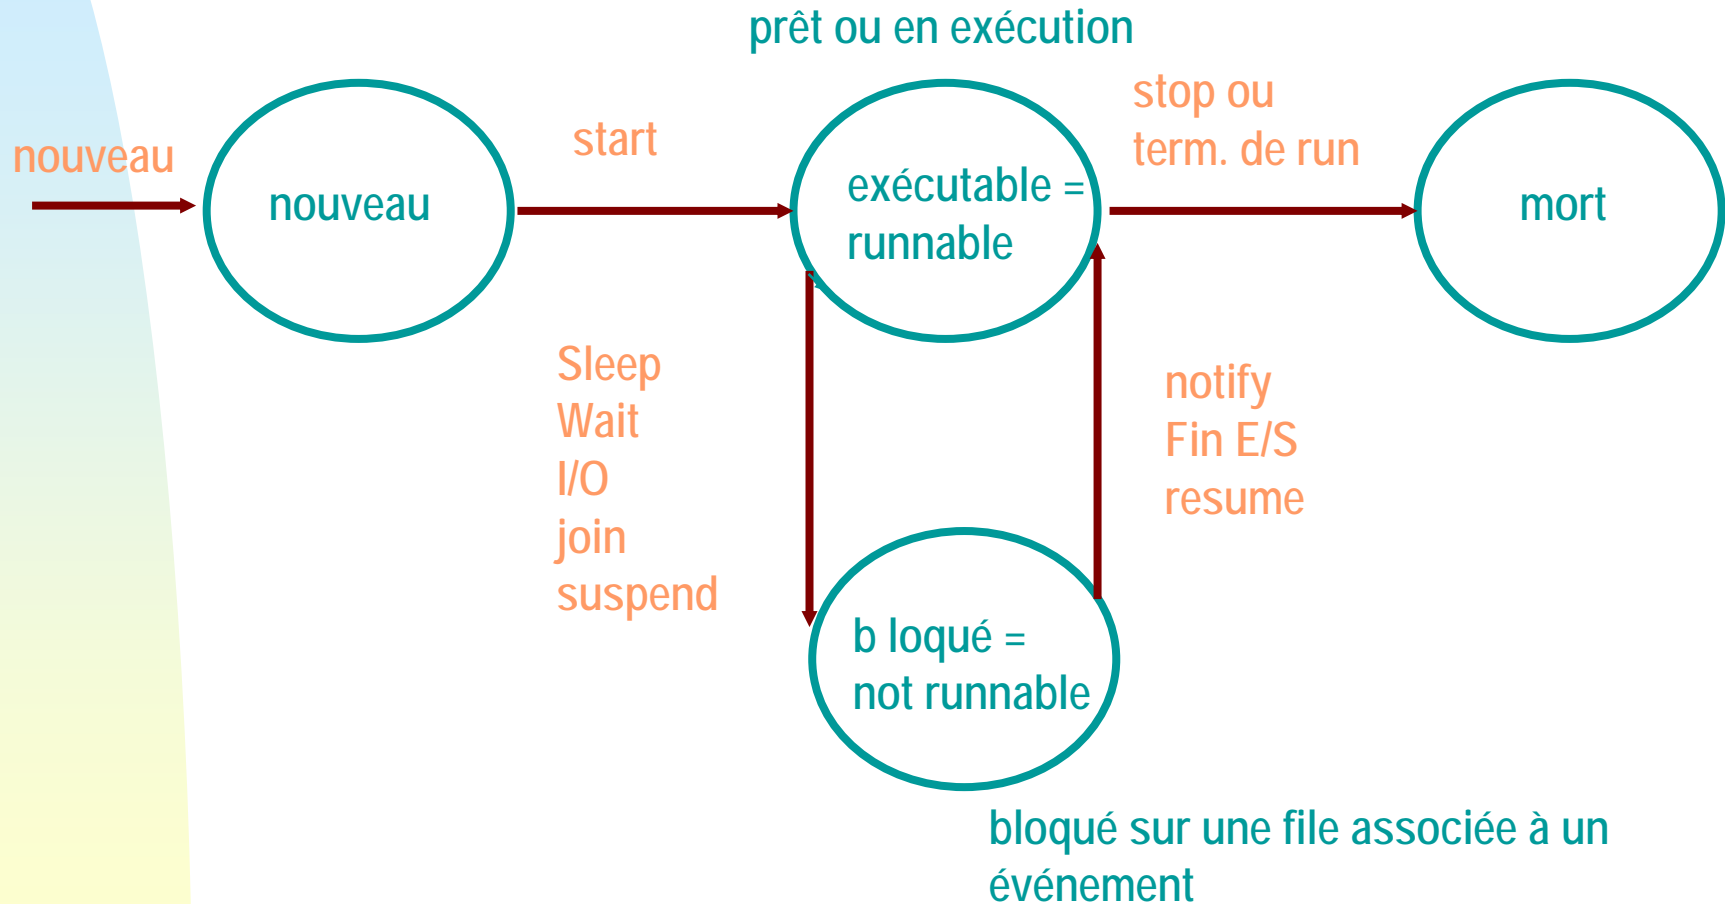 prêt ou en exécution
nouveau
nouveau
start
exécutable =
runnable
stop ou
term. de run
mort
Sleep
Wait
I/O
join
suspend
notify
Fin E/S
resume
b loqué =
not runnable
bloqué sur une file associée à un
événement